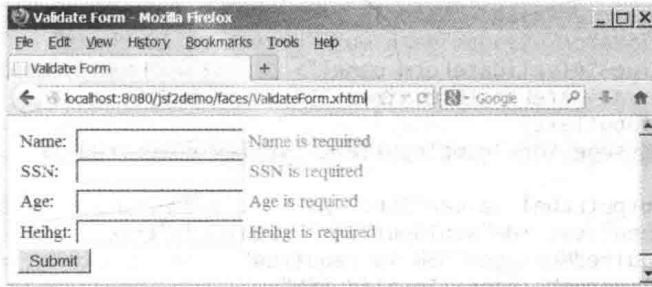 Validate Form - Mozilla Firefox
File Edit View History Bookmarks Tools Help
Validate Form +
localhost:8080/jsf2demo/faces/ValidateForm.xhtml Google
Name: Name is required
SSN: SSN is required
Age: Age is required
Heihgt: Heihgt is required
Submit